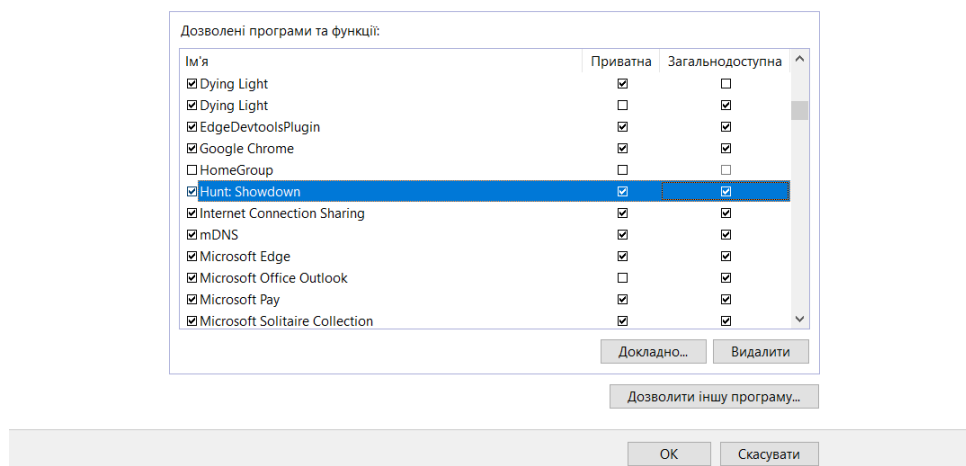 Дозволені програми та функції:
Ім'я Приватна Загальнодоступна
Dying Light
Dying Light
EdgeDevtoolsPlugin
Google Chrome
HomeGroup
Hunt: Showdown
Internet Connection Sharing
mDNS
Microsoft Edge
Microsoft Office Outlook
Microsoft Pay
Microsoft Solitaire Collection
Докладно... Видалити
Дозволити іншу програму...
ОК Скасувати